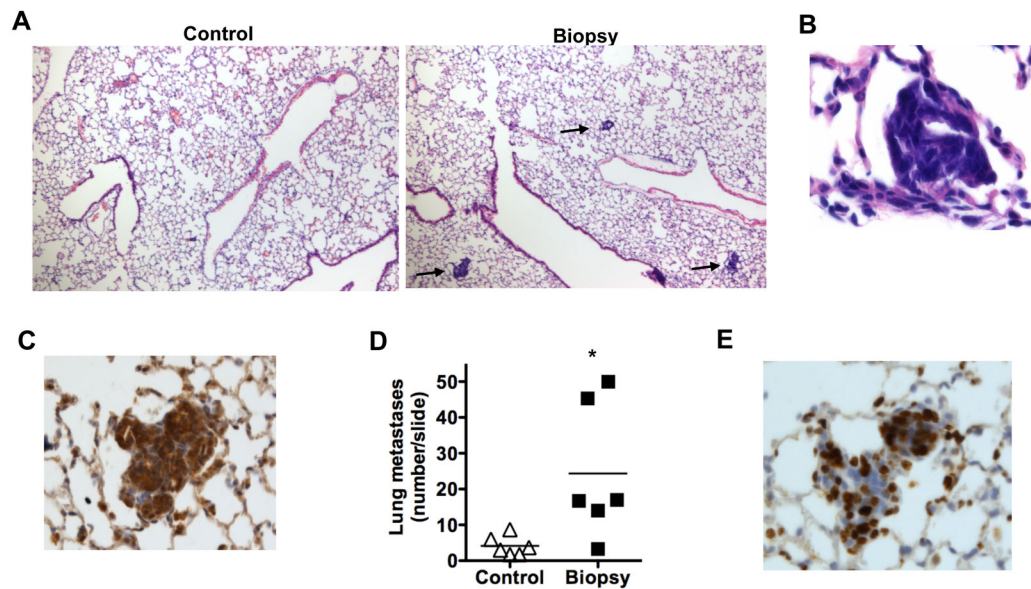 A
Control
Biopsy
B
C
D
E
Lung metastases
(number/slide)
50
40
30
20
10
0
*
Control
Biopsy